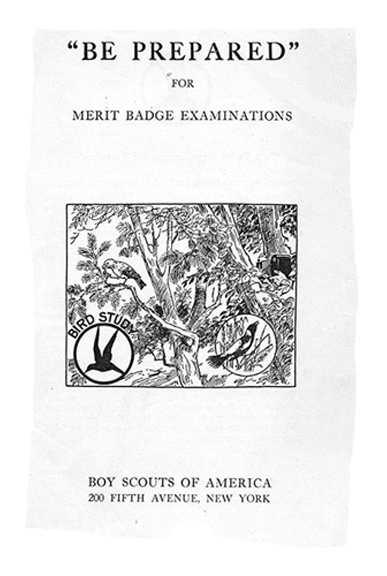 "BE PREPARED"
FOR
MERIT BADGE EXAMINATIONS
BIRD STUDY
BOY SCOUTS OF AMERICA
200 FIFTH AVENUE, NEW YORK